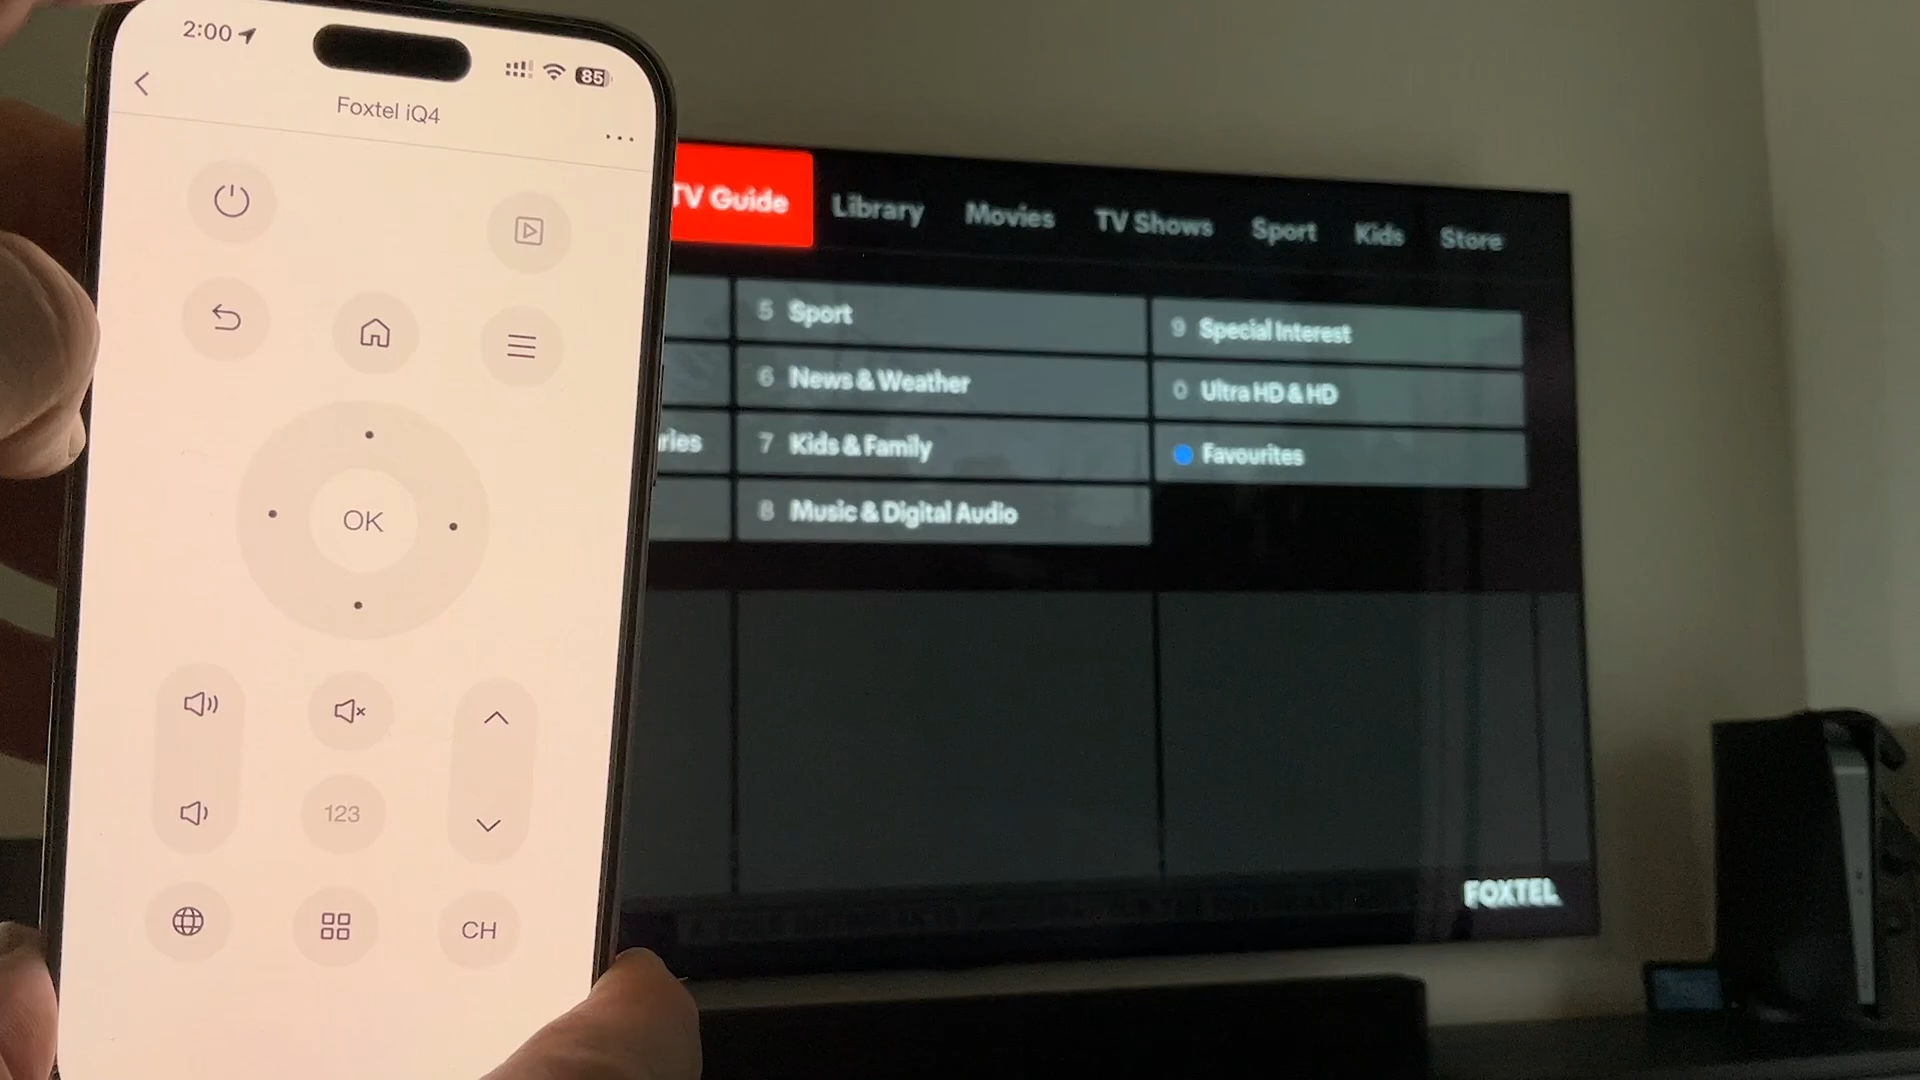 2:00
85
Foxtel iQ4
OK
123
CH
TV Guide Library Movies TV Shows Sport Kids Store
5 Sport
9 Special Interest
6 News & Weather
0 Ultra HD & HD
ries
7 Kids & Family
Favourites
8 Music & Digital Audio
FOXTEL